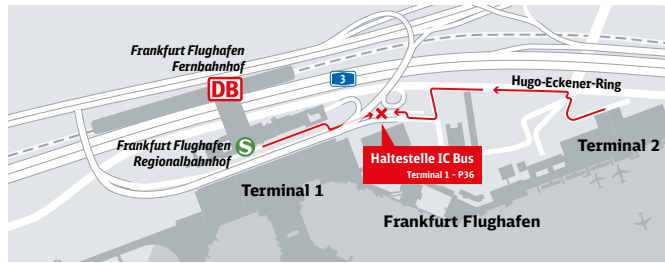 Frankfurt Flughafen
Fernbahnhof
DB
3
Hugo-Eckener-Ring
Frankfurt Flughafen
Regionalbahnhof
S
Haltestelle IC Bus
Terminal 1 – P36
Terminal 2
Terminal 1
Frankfurt Flughafen